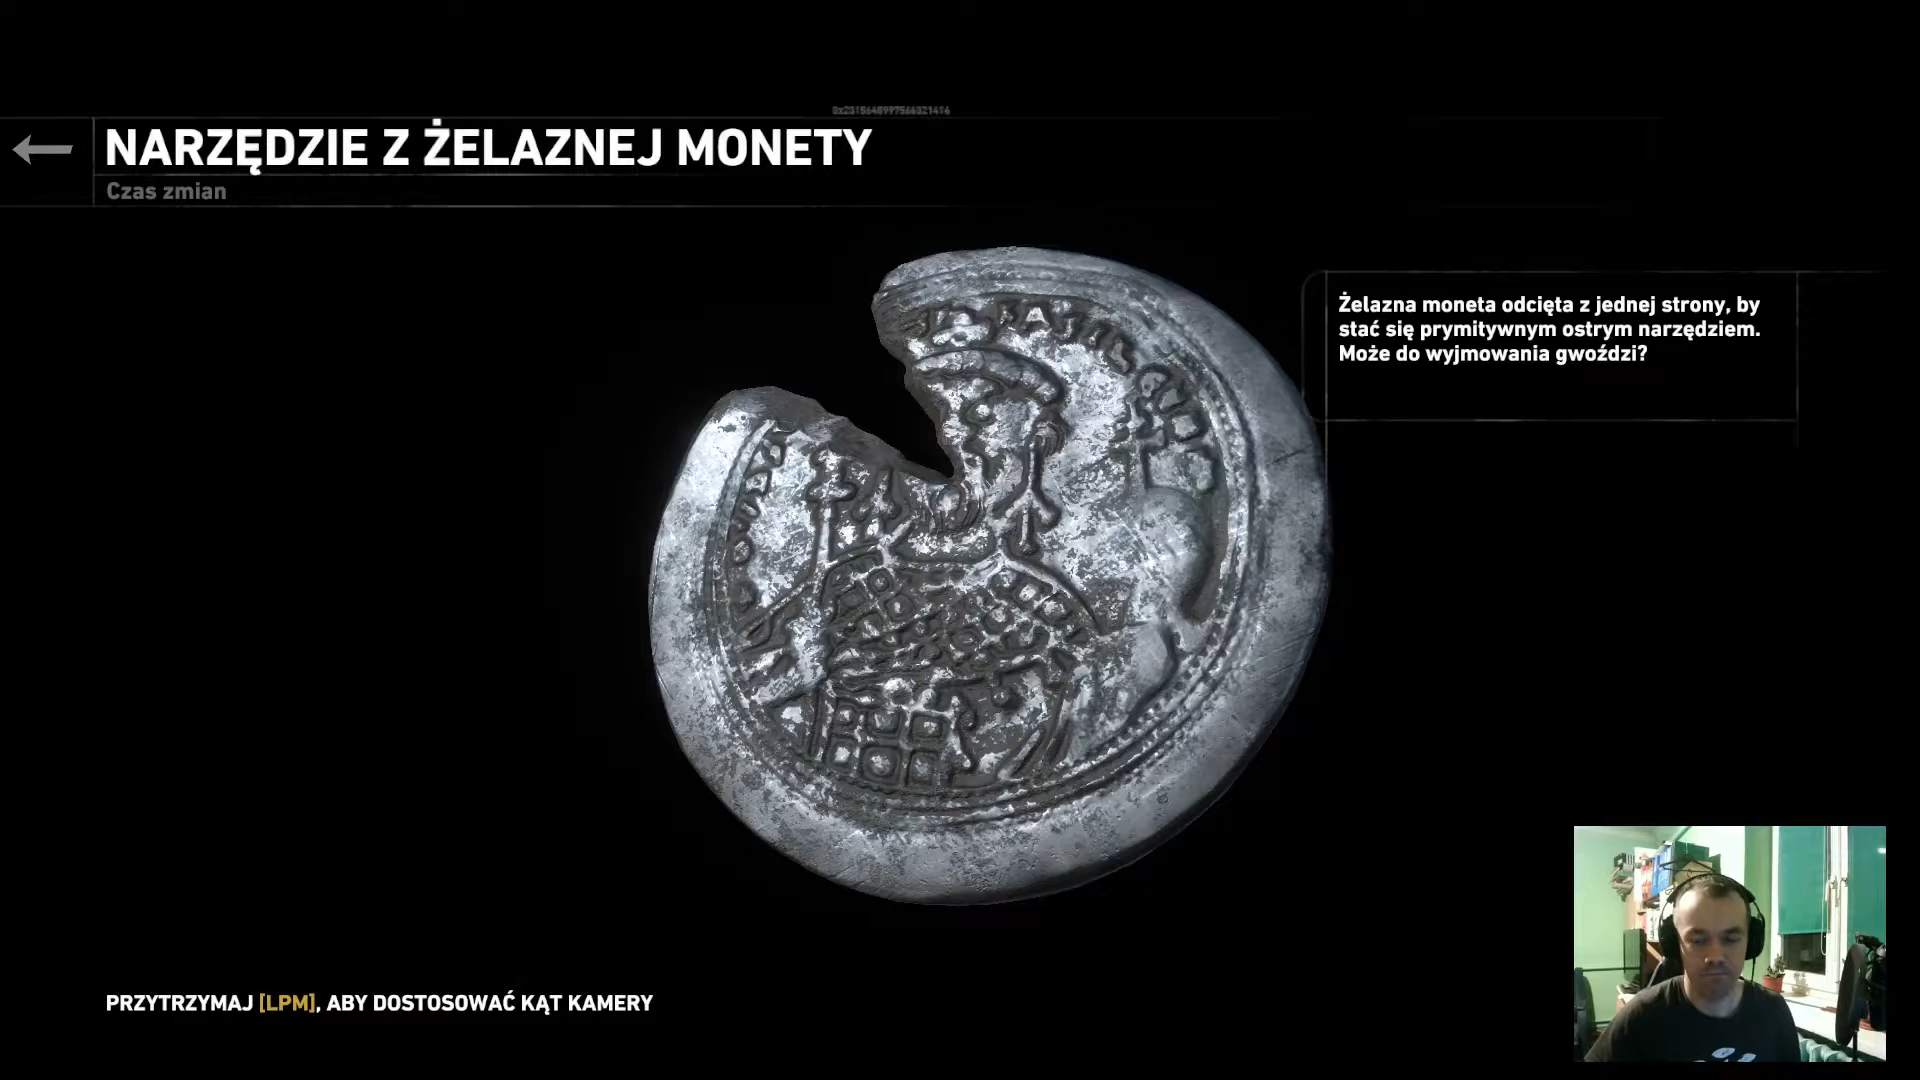 NARZĘDZIE Z ŻELAZNEJ MONETY
Czas zmian
Żelazna moneta odcięta z jednej strony, by
stać się prymitywnym ostrym narzędziem.
Może do wyjmowania gwoździ?
PRZYTRZYMAJ [LPM], ABY DOSTOSOWAĆ KĄT KAMERY